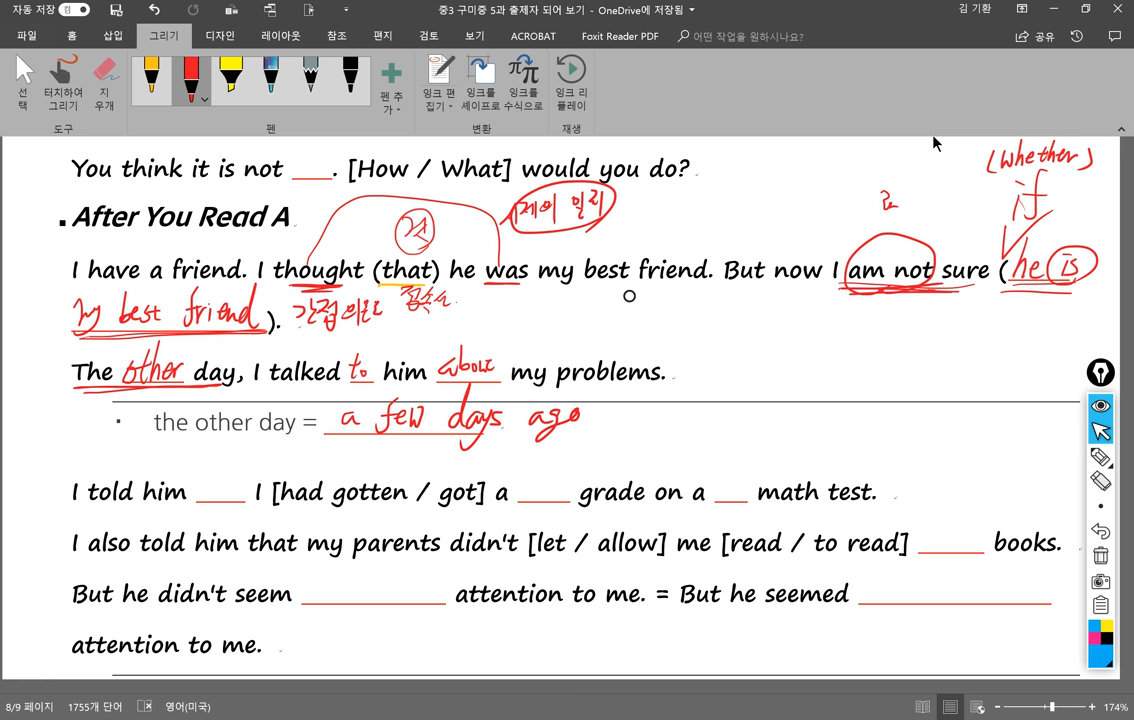 자동 저장 컴 중3 구미중 5과 출제자 되어 보기 - OneDrive에 저장됨 김 기환
파일 홈 삽입 그리기 디자인 레이아웃 참조 편지 검토 보기 ACROBAT Foxit Reader PDF 어떤 작업을 원하시나요? 공유
선택 터치하여 그리기 지우개 펜 추가 잉크 편집기 잉크를 셰이프로 잉크를 수식으로 잉크 리플레이
도구 펜 변환 재생
You think it is not ____. [How / What] would you do?
(whether)
. After You Read A 시제의 일치 if
것
I have a friend. I thought (that) he was my best friend. But now I am not sure (he is
my best friend). 간접의문 접속사
The other day, I talked to him about my problems.
· the other day = a few days ago
I told him ____ I [had gotten / got] a ____ grade on a ___ math test.
I also told him that my parents didn't [let / allow] me [read / to read] _____ books.
But he didn't seem ___________ attention to me. = But he seemed ________________
attention to me.
8/9 페이지 1755개 단어 영어(미국) 174%